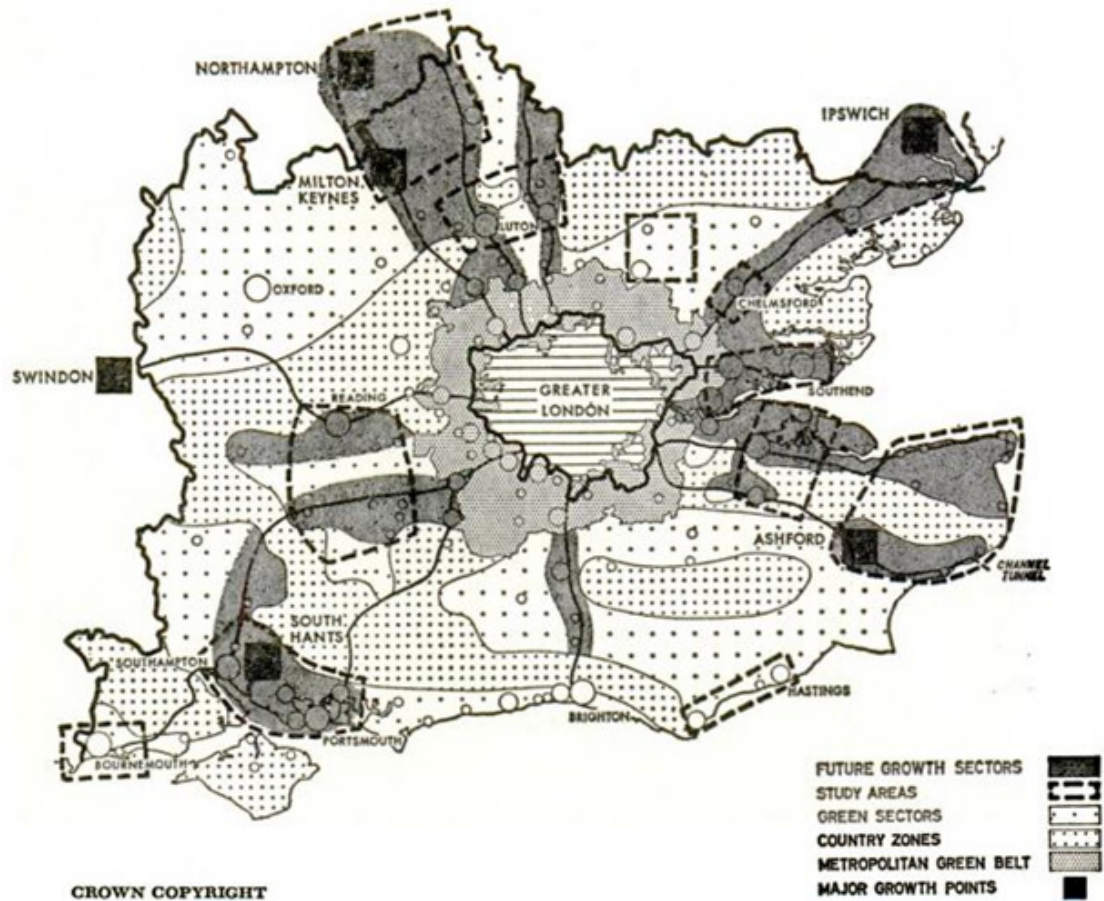 NORTHAMPTON
IPSWICH
MILTON
KEYNES
LUTON
OXFORD
CHELMSFORD
SWINDON
GREATER
LONDON
READING
SOUTHEND
ASHFORD
CHANNEL
TUNNEL
SOUTH
HANTS
SOUTHAMPTON
HASTINGS
BRIGHTON
PORTSMOUTH
BOURNEMOUTH
FUTURE GROWTH SECTORS
STUDY AREAS
GREEN SECTORS
COUNTRY ZONES
METROPOLITAN GREEN BELT
MAJOR GROWTH POINTS
CROWN COPYRIGHT